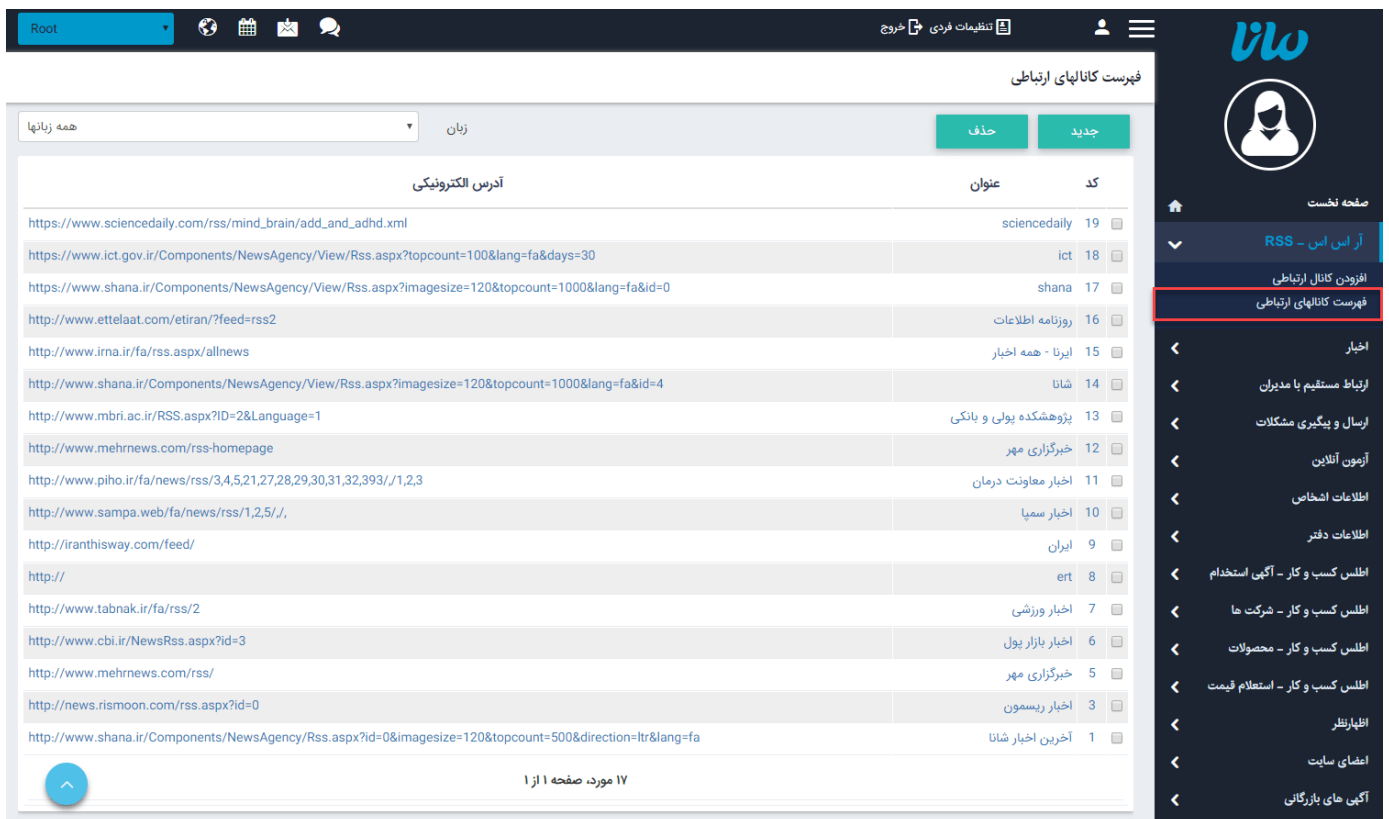 مانا
تنظیمات فردی خروج
Root
فهرست کانالهای ارتباطی
جدید حذف زبان همه زبانها
کد عنوان آدرس الکترونیکی
19 sciencedaily https://www.sciencedaily.com/rss/mind_brain/add_and_adhd.xml
18 ict https://www.ict.gov.ir/Components/NewsAgency/View/Rss.aspx?topcount=100&lang=fa&days=30
17 shana https://www.shana.ir/Components/NewsAgency/View/Rss.aspx?imagesize=120&topcount=1000&lang=fa&id=0
16 روزنامه اطلاعات http://www.ettelaat.com/etiran/?feed=rss2
15 ایرنا - همه اخبار http://www.irna.ir/fa/rss.aspx/allnews
14 شانا http://www.shana.ir/Components/NewsAgency/View/Rss.aspx?imagesize=120&topcount=1000&lang=fa&id=4
13 پژوهشکده پولی و بانکی http://www.mbri.ac.ir/RSS.aspx?ID=2&Language=1
12 خبرگزاری مهر http://www.mehrnews.com/rss-homepage
11 اخبار معاونت درمان http://www.piho.ir/fa/news/rss/3,4,5,21,27,28,29,30,31,32,393/,/1,2,3
10 اخبار سمپا http://www.sampa.web/fa/news/rss/1,2,5/,/,
9 ایران http://iranthisway.com/feed/
8 ert http://
7 اخبار ورزشی http://www.tabnak.ir/fa/rss/2
6 اخبار بازار پول http://www.cbi.ir/NewsRss.aspx?id=3
5 خبرگزاری مهر http://www.mehrnews.com/rss/
3 اخبار ریسمون http://news.rismoon.com/rss.aspx?id=0
1 آخرین اخبار شانا http://www.shana.ir/Components/NewsAgency/Rss.aspx?id=0&imagesize=120&topcount=500&direction=ltr&lang=fa
۱۷ مورد، صفحه ۱ از ۱
صفحه نخست
آر اس اس - RSS
افزودن کانال ارتباطی
فهرست کانالهای ارتباطی
اخبار
ارتباط مستقیم با مدیران
ارسال و پیگیری مشکلات
آزمون آنلاین
اطلاعات اشخاص
اطلاعات دفتر
اطلس کسب و کار - آگهی استخدام
اطلس کسب و کار - شرکت ها
اطلس کسب و کار - محصولات
اطلس کسب و کار - استعلام قیمت
اظهارنظر
اعضای سایت
آگهی های بازرگانی